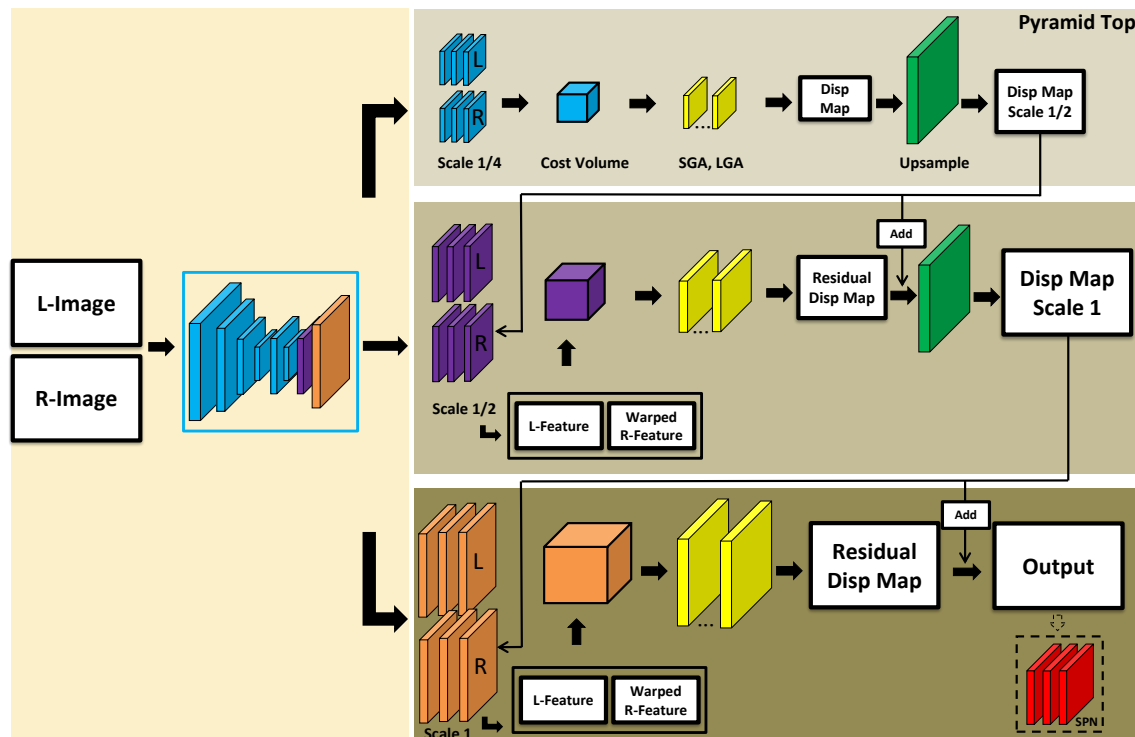 Pyramid Top
L
R
Scale 1/4
Cost Volume
...
SGA, LGA
Disp
Map
Upsample
Disp Map
Scale 1/2
L-Image
R-Image
L
R
Scale 1/2
L-Feature
Warped
R-Feature
...
Residual
Disp Map
Add
Disp Map
Scale 1
L
R
Scale 1
L-Feature
Warped
R-Feature
...
Residual
Disp Map
Add
Output
SPN